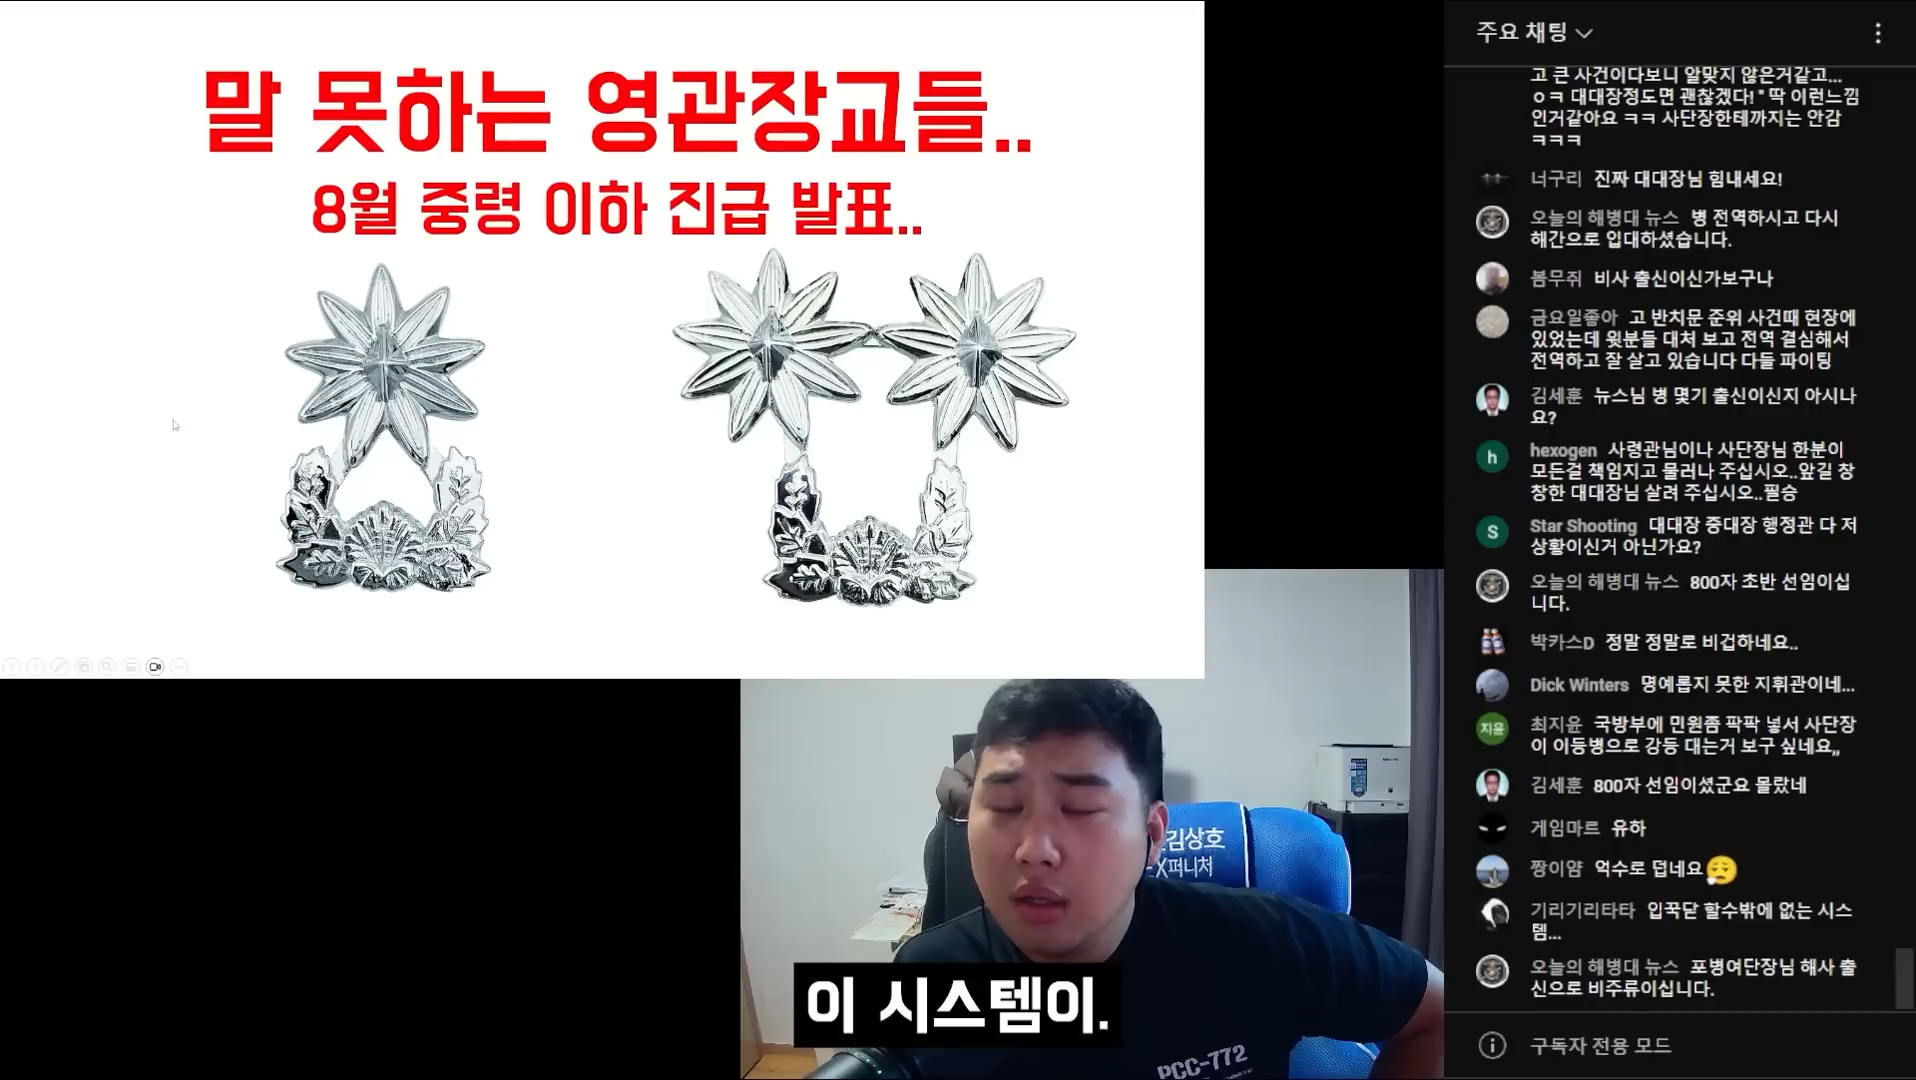 말 못하는 영관장교들..
8월 중령 이하 진급 발표..
김상호
X퍼니처
이 시스템이.
PCC-772
주요 채팅
고 큰 사건이다보니 알맞지 않은거같고...
ㅇㅋ 대대장정도면 괜찮겠다!" 딱 이런느낌
인거같아요 ㅋㅋ 사단장한테까지는 안감
ㅋㅋㅋ
너구리 진짜 대대장님 힘내세요!
오늘의 해병대 뉴스 병 전역하시고 다시
해간으로 입대하셨습니다.
봄무쥐 비사 출신이신가보구나
금요일좋아 고 반치문 준위 사건때 현장에
있었는데 윗분들 대처 보고 전역 결심해서
전역하고 잘 살고 있습니다 다들 파이팅
김세훈 뉴스님 병 몇기 출신이신지 아시나
요?
h
hexogen 사령관님이나 사단장님 한분이
모든걸 책임지고 물러나 주십시오..앞길 창
창한 대대장님 살려 주십시오..필승
S
Star Shooting 대대장 중대장 행정관 다 저
상황이신거 아닌가요?
오늘의 해병대 뉴스 800자 초반 선임이십
니다.
박카스D 정말 정말로 비겁하네요..
Dick Winters 명예롭지 못한 지휘관이네...
지윤
최지윤 국방부에 민원좀 팍팍 넣서 사단장
이 이등병으로 강등 대는거 보구 싶네요,,
김세훈 800자 선임이셨군요 몰랐네
게임마르 유하
짱이얌 억수로 덥네요
기리기리타타 입꾹닫 할수밖에 없는 시스
템...
오늘의 해병대 뉴스 포병여단장님 해사 출
신으로 비주류이십니다.
구독자 전용 모드